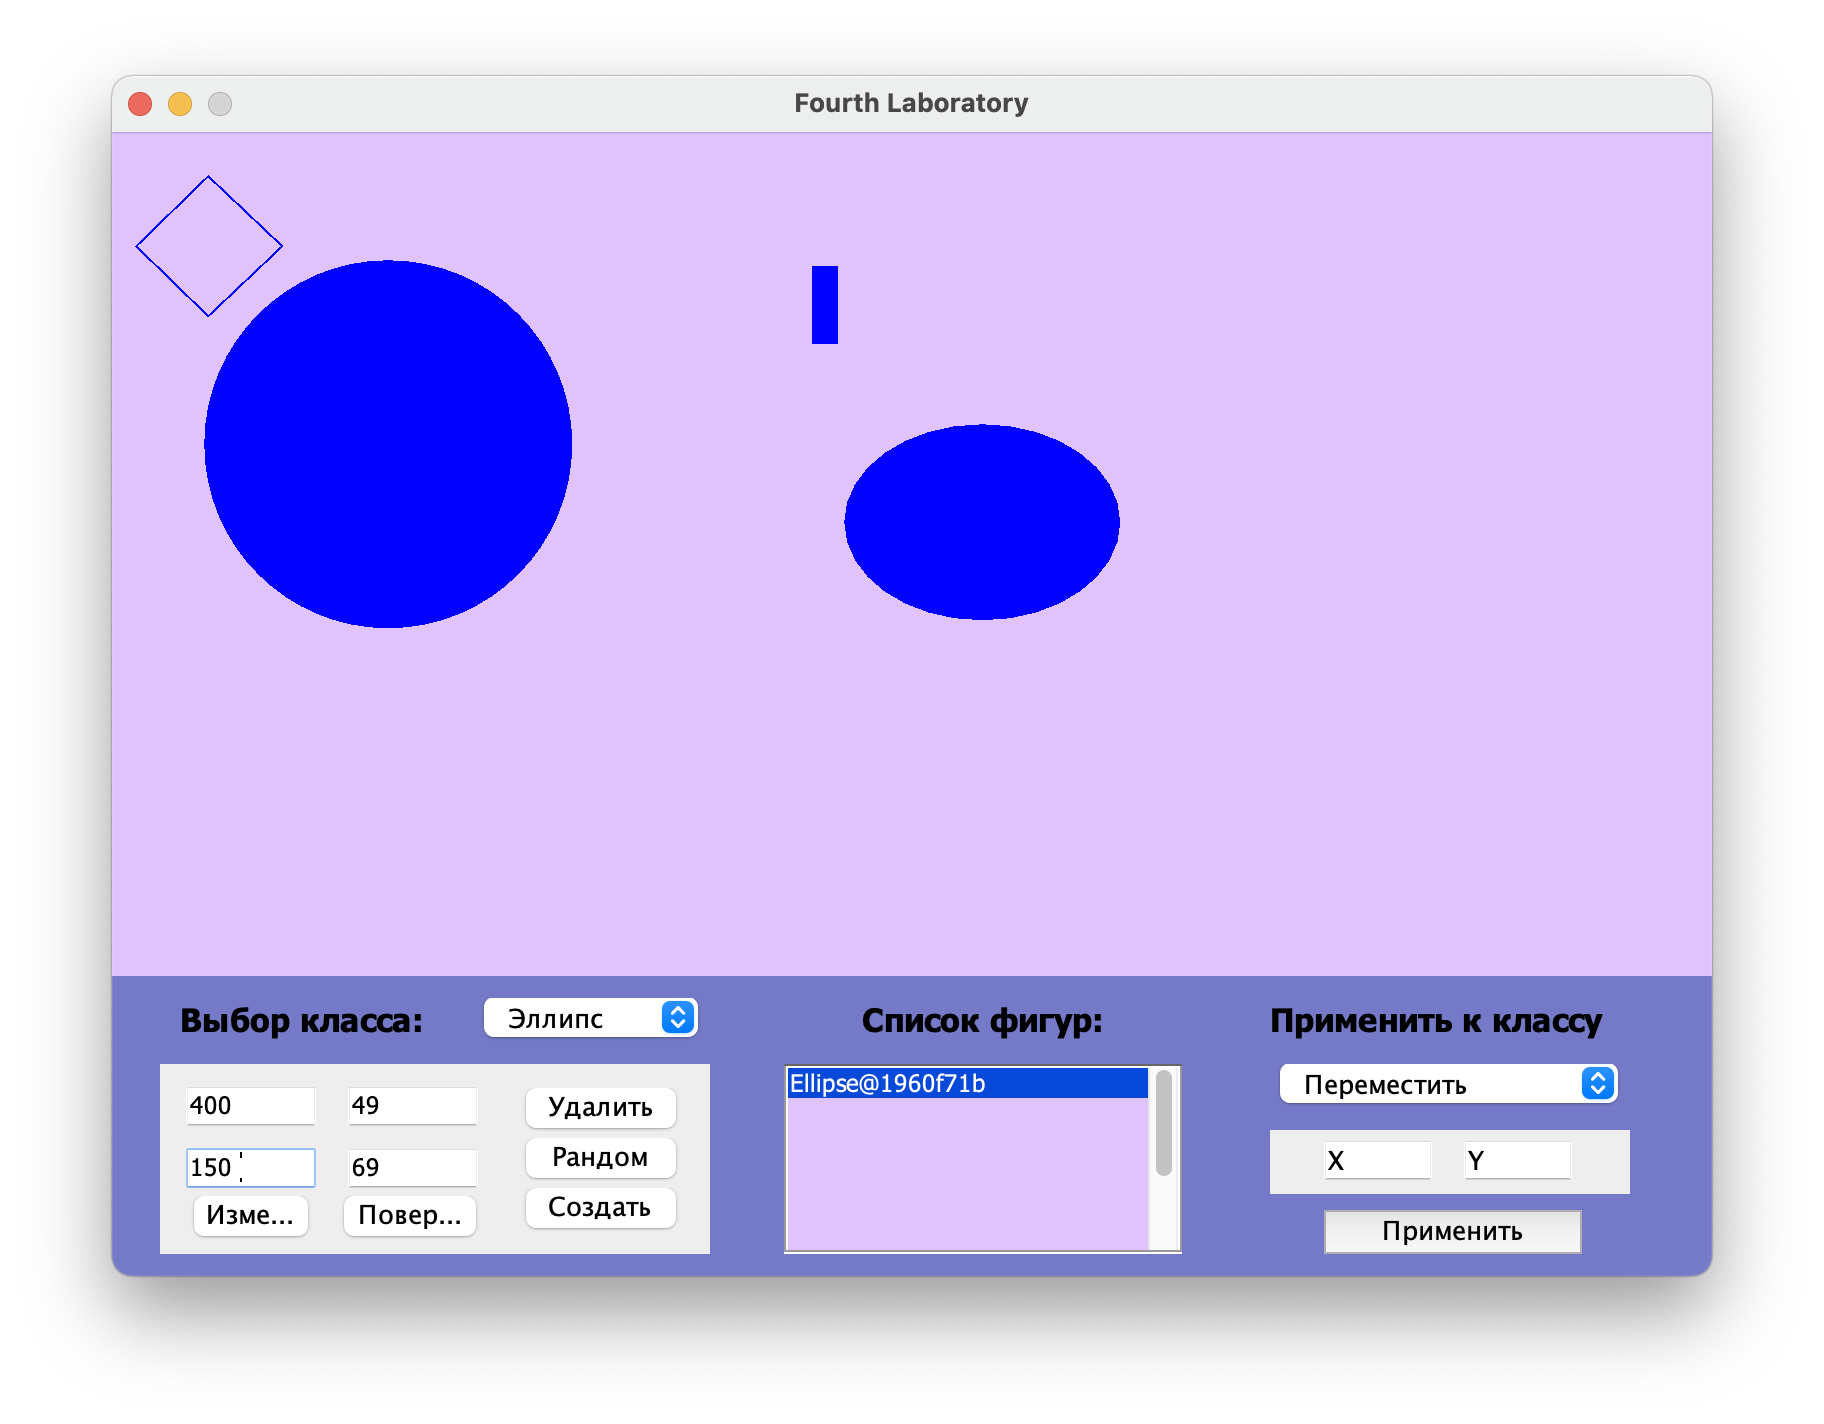 Fourth Laboratory
Выбор класса:
Эллипс
Список фигур:
Применить к классу
400
49
Удалить
Рандом
150
69
Изме...
Повер...
Создать
Ellipse@1960f71b
Переместить
X
Y
Применить